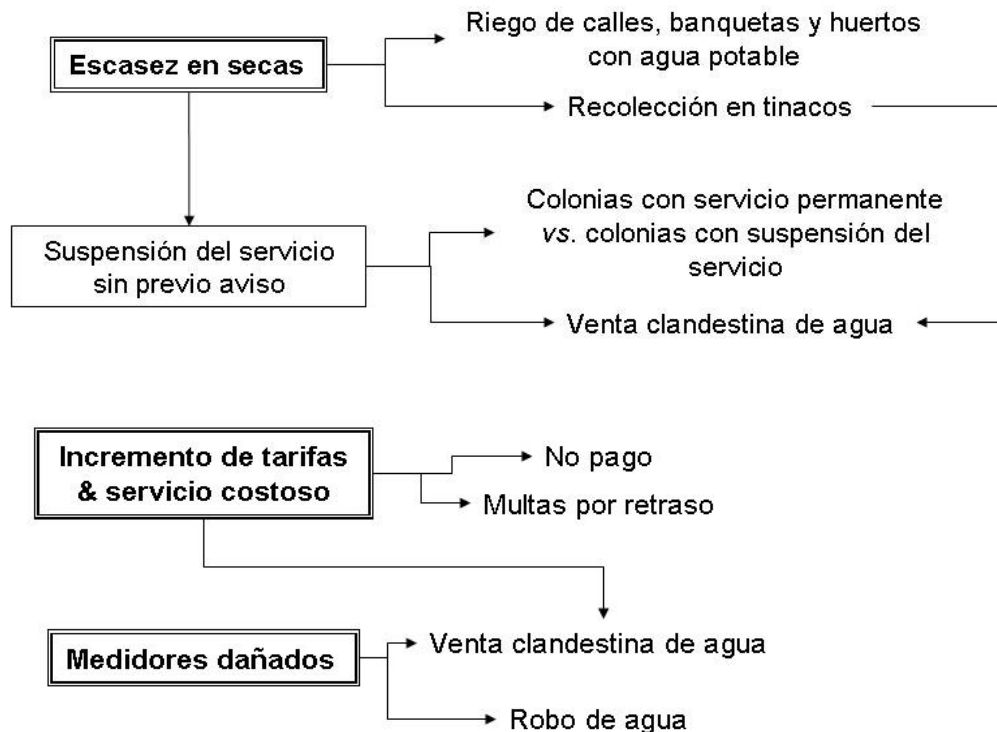 Riego de calles, banquetas y huertos
con agua potable
Escasez en secas
Recolección en tinacos
Colonias con servicio permanente
vs. colonias con suspensión del
servicio
Suspensión del servicio
sin previo aviso
Venta clandestina de agua
Incremento de tarifas
& servicio costoso
No pago
Multas por retraso
Venta clandestina de agua
Medidores dañados
Robo de agua